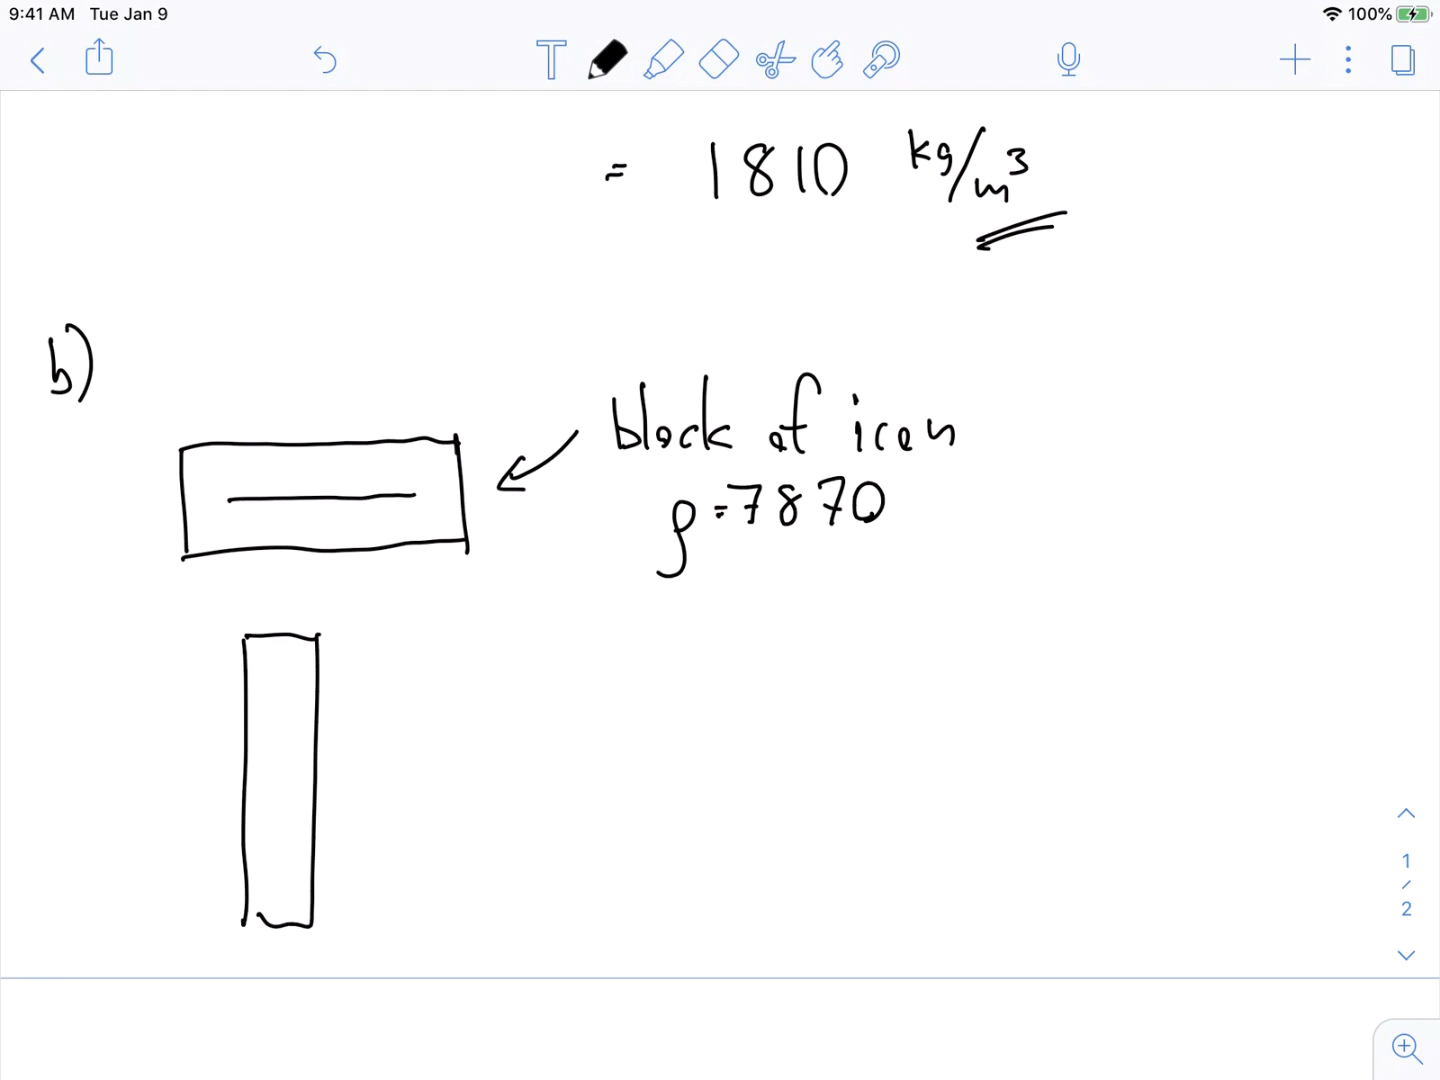 9:41 AM Tue Jan 9
100%
= 1810 kg/m³
b)
block of iron
ρ = 7870
1
/
2